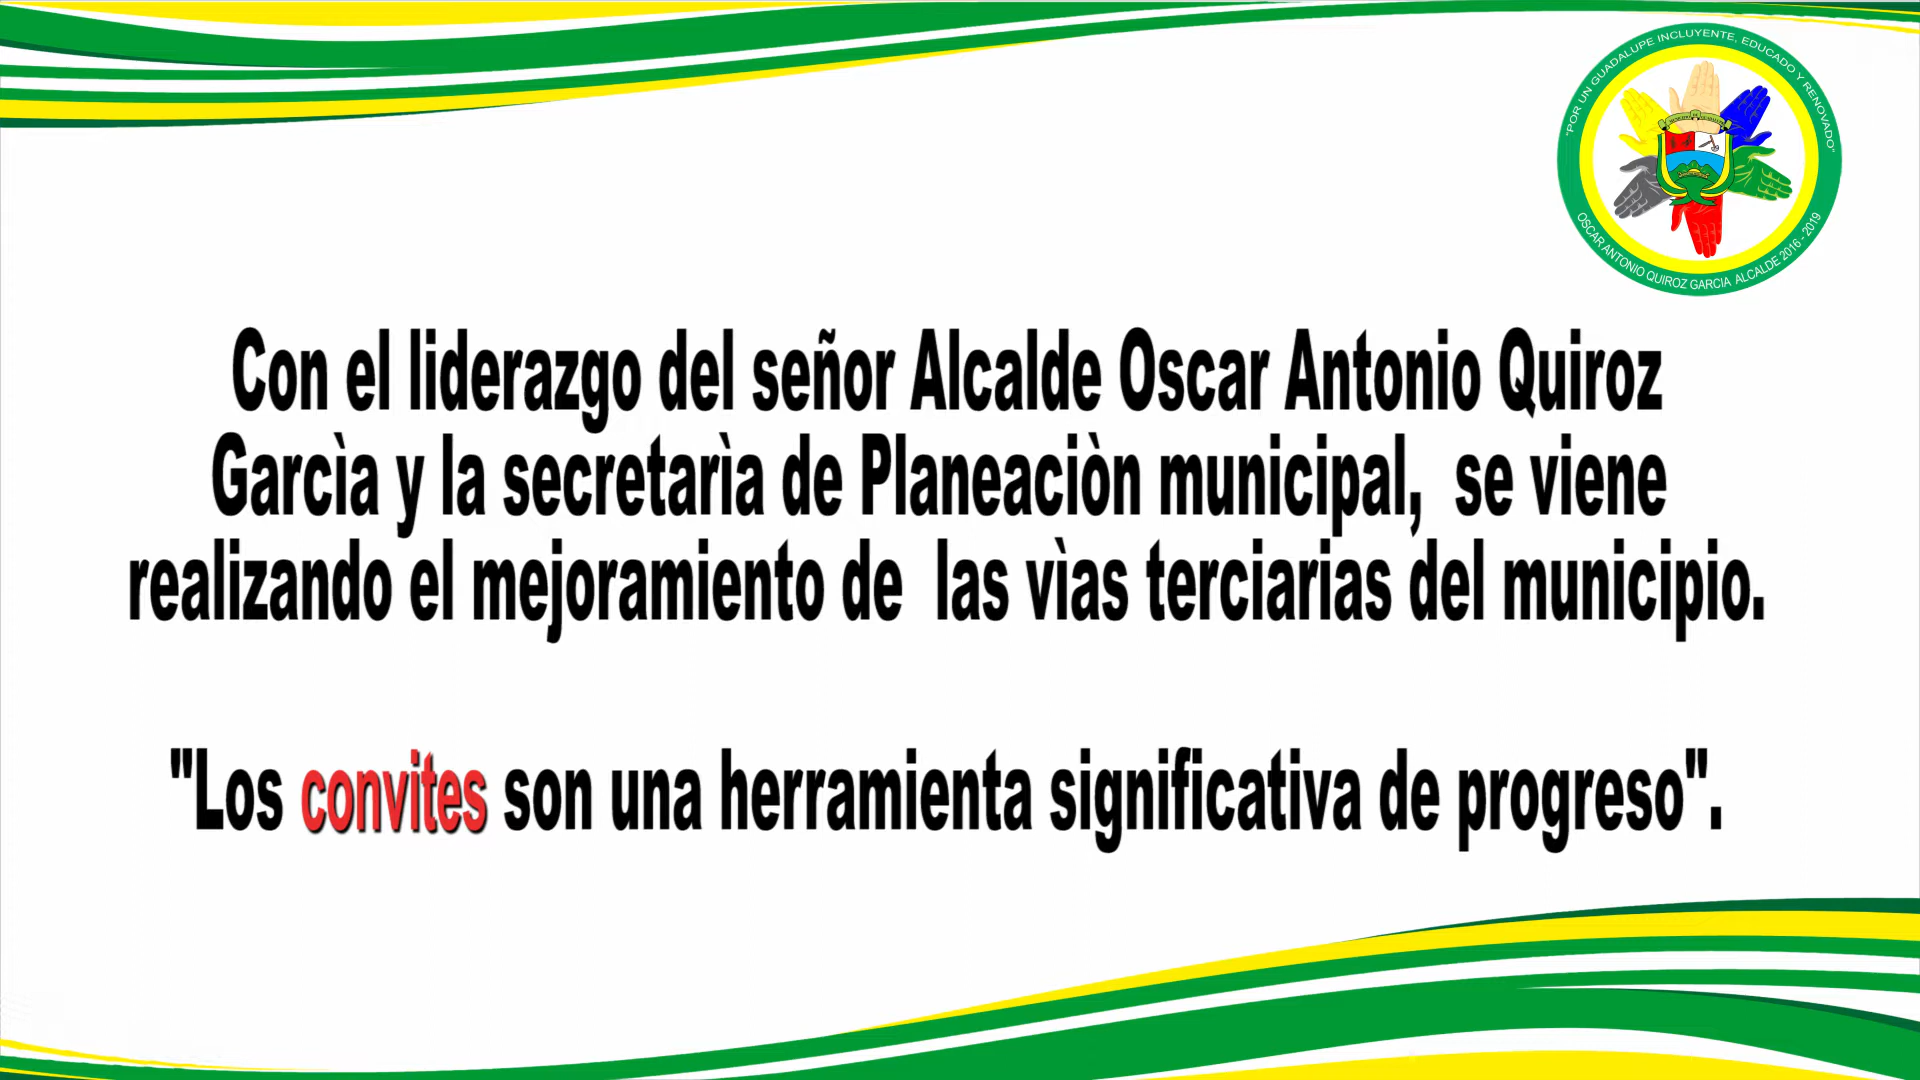 "POR UN GUADALUPE INCLUYENTE, EDUCADO Y RENOVADO"
OSCAR ANTONIO QUIROZ GARCIA ALCALDE 2016 - 2019
Con el liderazgo del señor Alcalde Oscar Antonio Quiroz
Garcìa y la secretarìa de Planeaciòn municipal,  se viene
realizando el mejoramiento de  las vìas terciarias del municipio.
"Los convites son una herramienta significativa de progreso".